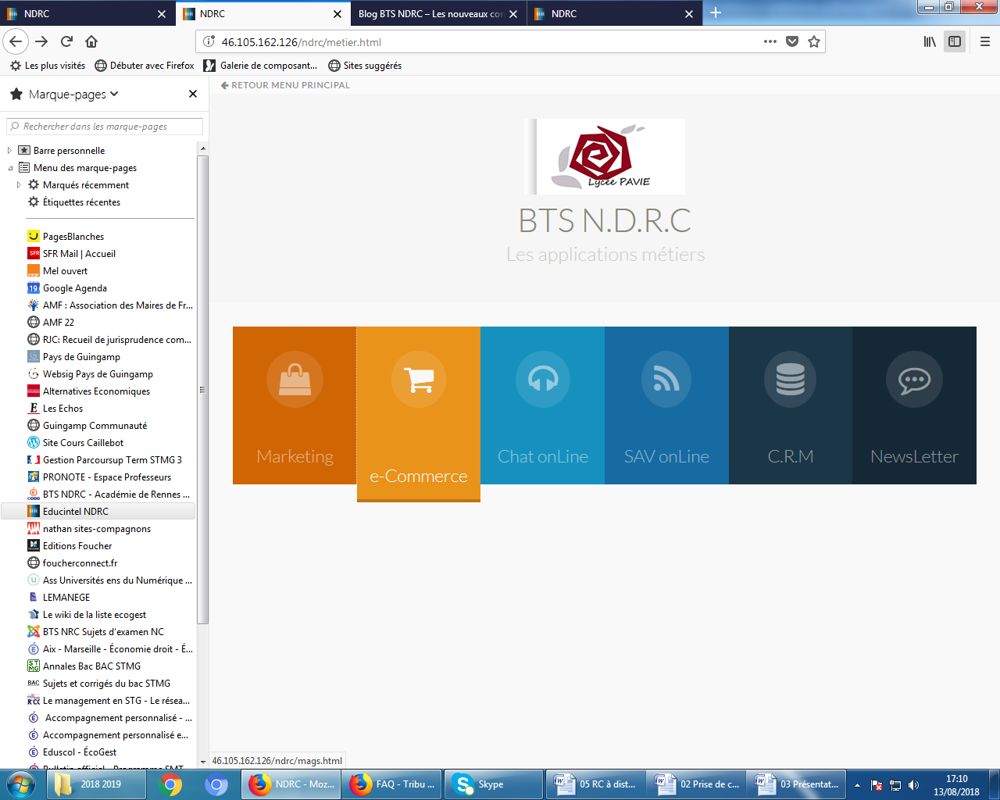 NDRC
NDRC
Blog BTS NDRC – Les nouveaux con
NDRC
46.105.162.126/ndrc/metier.html
Les plus visités
Débuter avec Firefox
Galerie de composant...
Sites suggérés
Marque-pages
Rechercher dans les marque-pages
Barre personnelle
Menu des marque-pages
Marqués récemment
Étiquettes récentes
PagesBlanches
SFR Mail | Accueil
Mel ouvert
Google Agenda
AMF : Association des Maires de Fr...
AMF 22
RJC: Recueil de jurisprudence com...
Pays de Guingamp
Websig Pays de Guingamp
Alternatives Economiques
Les Echos
Guingamp Communauté
Site Cours Caillebot
Gestion Parcoursup Term STMG 3
PRONOTE - Espace Professeurs
BTS NDRC - Académie de Rennes ...
Educintel NDRC
nathan sites-compagnons
Editions Foucher
foucherconnect.fr
Ass Universités ens du Numérique ...
LEMANEGE
Le wiki de la liste ecogest
BTS NRC Sujets d'examen NC
Aix - Marseille - Économie droit - É...
Annales Bac BAC STMG
Sujets et corrigés du bac STMG
Le management en STG - Le résea...
Accompagnement personnalisé - ...
Accompagnement personnalisé e...
Eduscol - ÉcoGest
Bulletin officiel - Programme SMT
RETOUR MENU PRINCIPAL
Lycée PAVIE
BTS N.D.R.C
Les applications métiers
Marketing
e-Commerce
Chat onLine
SAV onLine
C.R.M
NewsLetter
46.105.162.126/ndrc/mags.html
2018 2019
NDRC - Moz...
FAQ - Tribu ...
Skype
05 RC à dist...
02 Prise de c...
03 Présentat...
17:10
13/08/2018